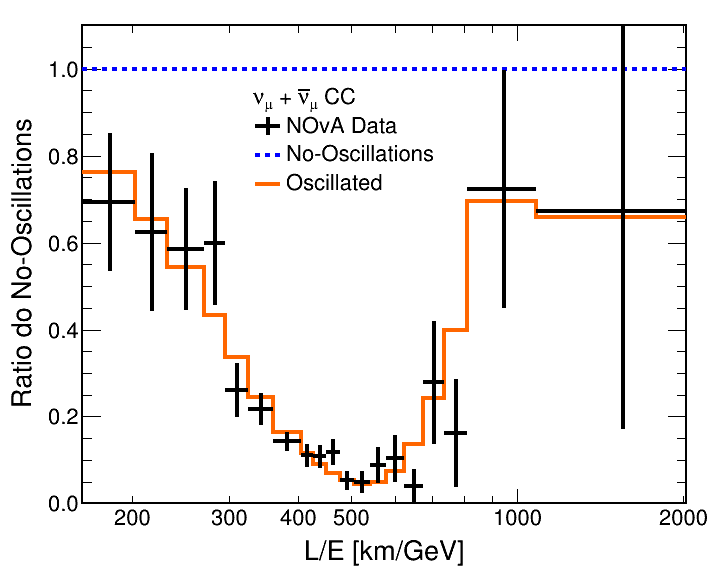 1.0
0.8
0.6
0.4
0.2
0.0
Ratio do No-Oscillations
νμ + ν̅μ CC
NOvA Data
No-Oscillations
Oscillated
200 300 400 500 1000 2000
L/E [km/GeV]